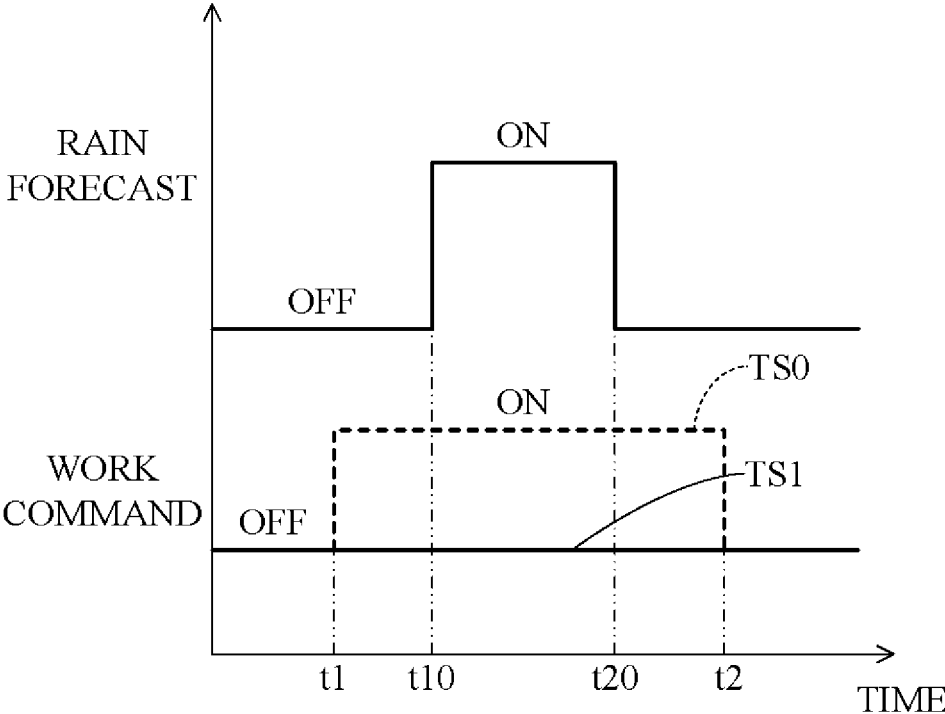 RAIN
FORECAST
ON
OFF
TS0
ON
WORK
COMMAND
TS1
OFF
t1
t10
t20
t2
TIME